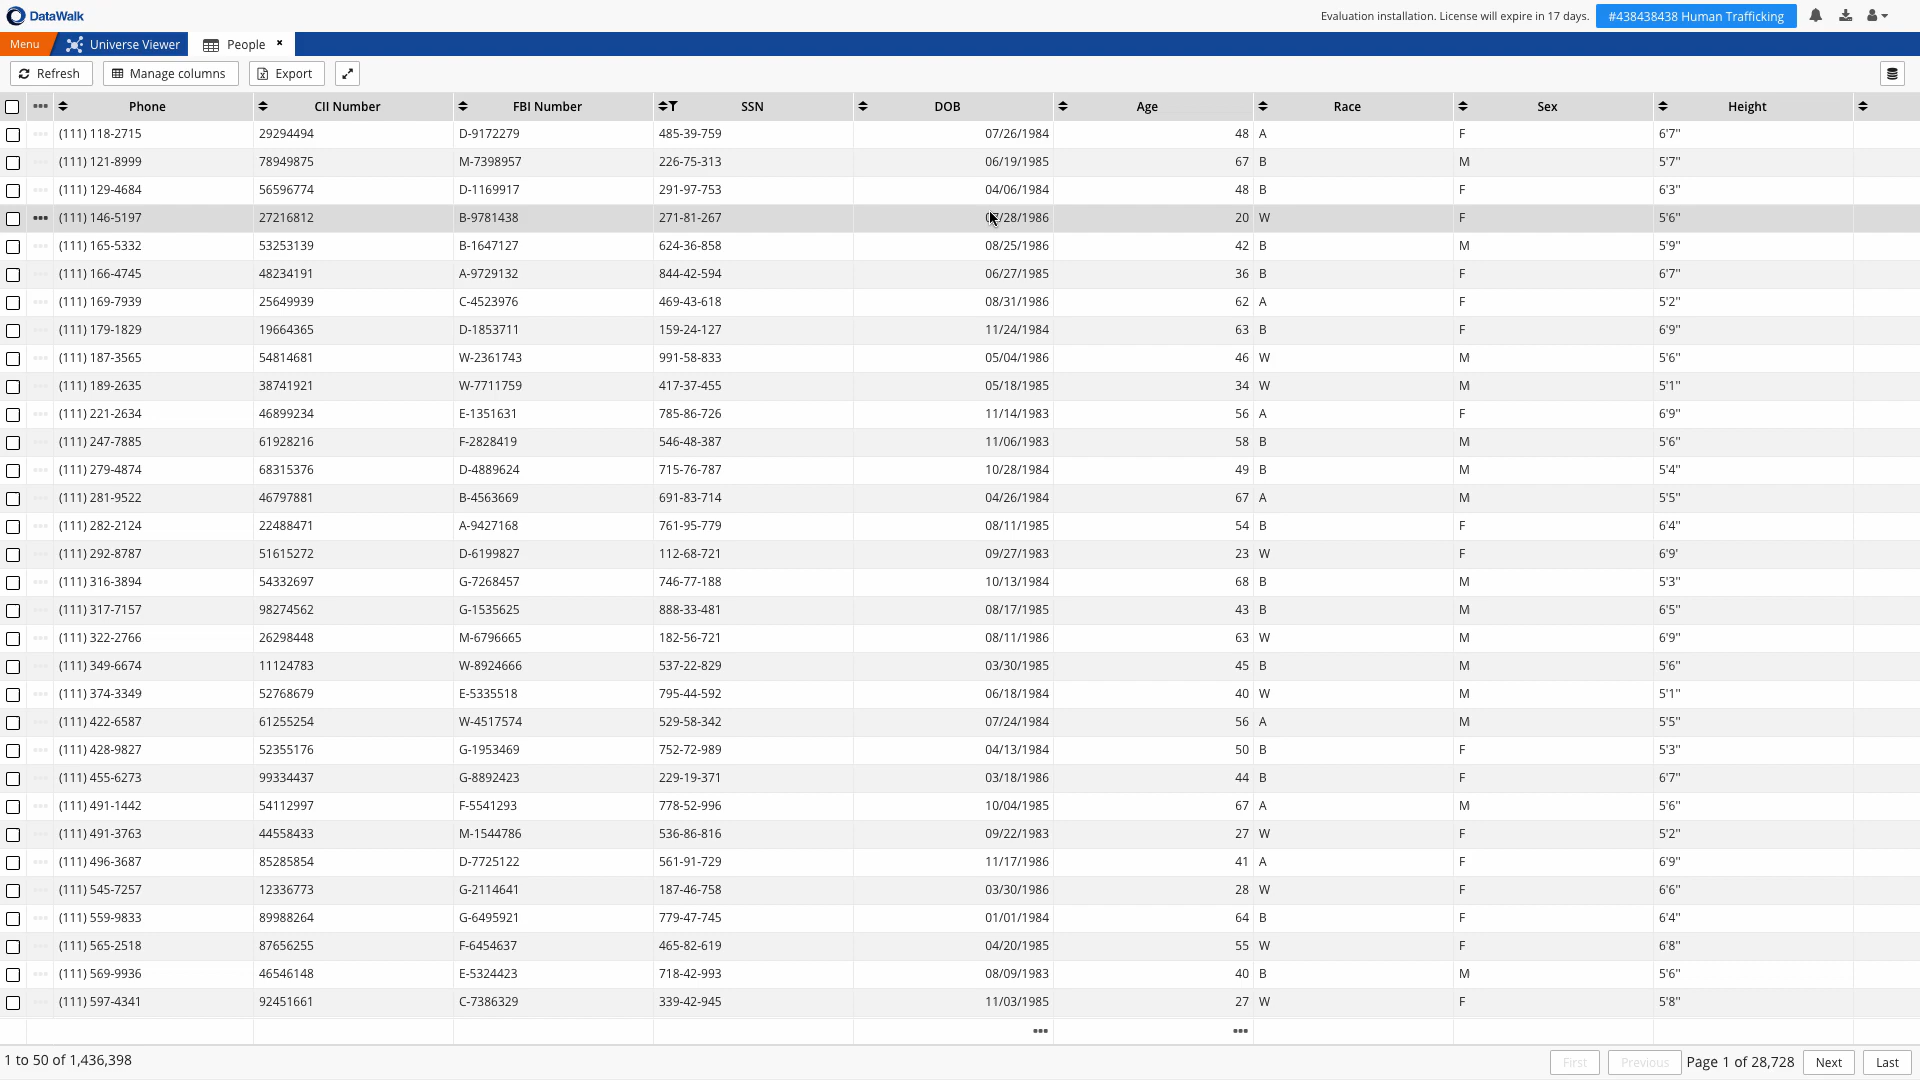 DataWalk
Evaluation installation. License will expire in 17 days. #438438438 Human Trafficking
Menu Universe Viewer People ×
Refresh Manage columns Export
Phone CII Number FBI Number SSN DOB Age Race Sex Height
(111) 118-2715 29294494 D-9172279 485-39-759 07/26/1984 48 A F 6'7"
(111) 121-8999 78949875 M-7398957 226-75-313 06/19/1985 67 B M 5'7"
(111) 129-4684 56596774 D-1169917 291-97-753 04/06/1984 48 B F 6'3"
(111) 146-5197 27216812 B-9781438 271-81-267 /28/1986 20 W F 5'6"
(111) 165-5332 53253139 B-1647127 624-36-858 08/25/1986 42 B M 5'9"
(111) 166-4745 48234191 A-9729132 844-42-594 06/27/1985 36 B F 6'7"
(111) 169-7939 25649939 C-4523976 469-43-618 08/31/1986 62 A F 5'2"
(111) 179-1829 19664365 D-1853711 159-24-127 11/24/1984 63 B F 6'9"
(111) 187-3565 54814681 W-2361743 991-58-833 05/04/1986 46 W M 5'6"
(111) 189-2635 38741921 W-7711759 417-37-455 05/18/1985 34 W M 5'1"
(111) 221-2634 46899234 E-1351631 785-86-726 11/14/1983 56 A F 6'9"
(111) 247-7885 61928216 F-2828419 546-48-387 11/06/1983 58 B M 5'6"
(111) 279-4874 68315376 D-4889624 715-76-787 10/28/1984 49 B M 5'4"
(111) 281-9522 46797881 B-4563669 691-83-714 04/26/1984 67 A M 5'5"
(111) 282-2124 22488471 A-9427168 761-95-779 08/11/1985 54 B F 6'4"
(111) 292-8787 51615272 D-6199827 112-68-721 09/27/1983 23 W F 6'9'
(111) 316-3894 54332697 G-7268457 746-77-188 10/13/1984 68 B M 5'3"
(111) 317-7157 98274562 G-1535625 888-33-481 08/17/1985 43 B M 6'5"
(111) 322-2766 26298448 M-6796665 182-56-721 08/11/1986 63 W M 6'9"
(111) 349-6674 11124783 W-8924666 537-22-829 03/30/1985 45 B M 5'6"
(111) 374-3349 52768679 E-5335518 795-44-592 06/18/1984 40 W M 5'1"
(111) 422-6587 61255254 W-4517574 529-58-342 07/24/1984 56 A M 5'5"
(111) 428-9827 52355176 G-1953469 752-72-989 04/13/1984 50 B F 5'3"
(111) 455-6273 99334437 G-8892423 229-19-371 03/18/1986 44 B F 6'7"
(111) 491-1442 54112997 F-5541293 778-52-996 10/04/1985 67 A M 5'6"
(111) 491-3763 44558433 M-1544786 536-86-816 09/22/1983 27 W F 5'2"
(111) 496-3687 85285854 D-7725122 561-91-729 11/17/1986 41 A F 6'9"
(111) 545-7257 12336773 G-2114641 187-46-758 03/30/1986 28 W F 6'6"
(111) 559-9833 89988264 G-6495921 779-47-745 01/01/1984 64 B F 6'4"
(111) 565-2518 87656255 F-6454637 465-82-619 04/20/1985 55 W F 6'8"
(111) 569-9936 46546148 E-5324423 718-42-993 08/09/1983 40 B M 5'6"
(111) 597-4341 92451661 C-7386329 339-42-945 11/03/1985 27 W F 5'8"
1 to 50 of 1,436,398 First Previous Page 1 of 28,728 Next Last